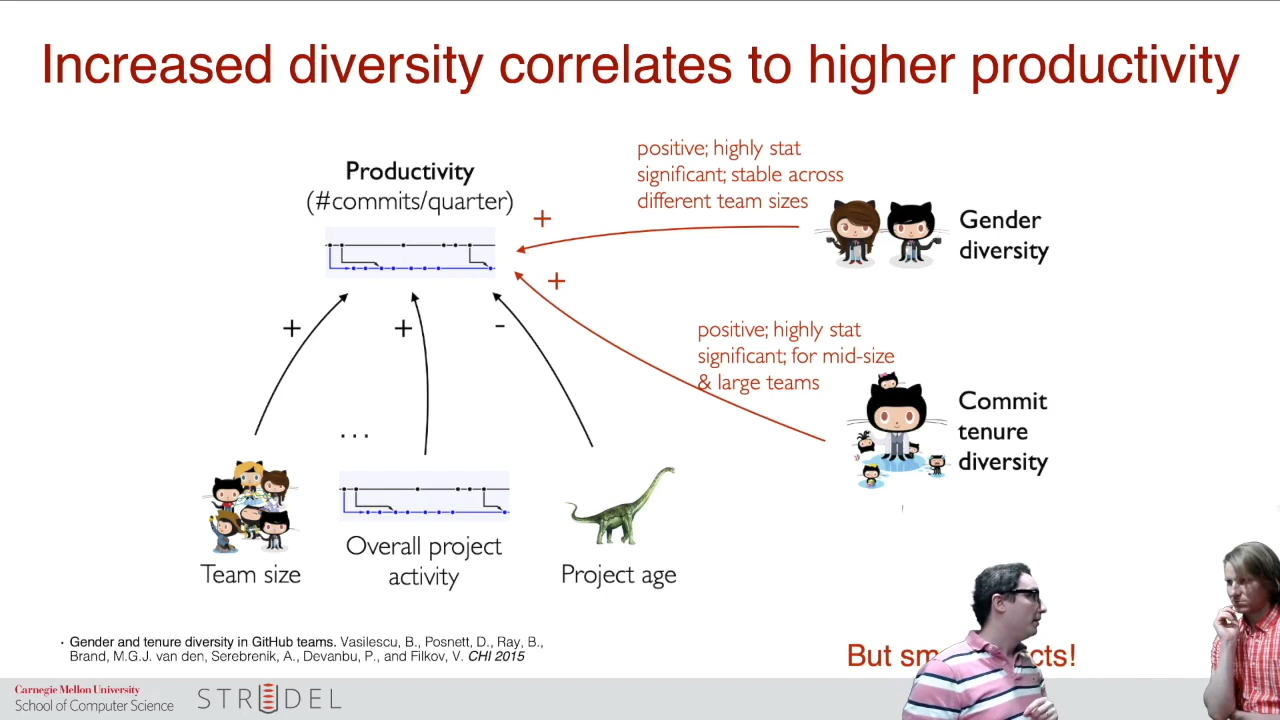 Increased diversity correlates to higher productivity
positive; highly stat
significant; stable across
different team sizes
Productivity
(#commits/quarter)
+
Gender
diversity
+
positive; highly stat
significant; for mid-size
& large teams
+
+
-
Commit
tenure
diversity
...
Team size
Overall project
activity
Project age
· Gender and tenure diversity in GitHub teams. Vasilescu, B., Posnett, D., Ray, B.,
Brand, M.G.J. van den, Serebrenik, A., Devanbu, P., and Filkov, V. CHI 2015
But
Carnegie Mellon University
School of Computer Science
STRUDEL